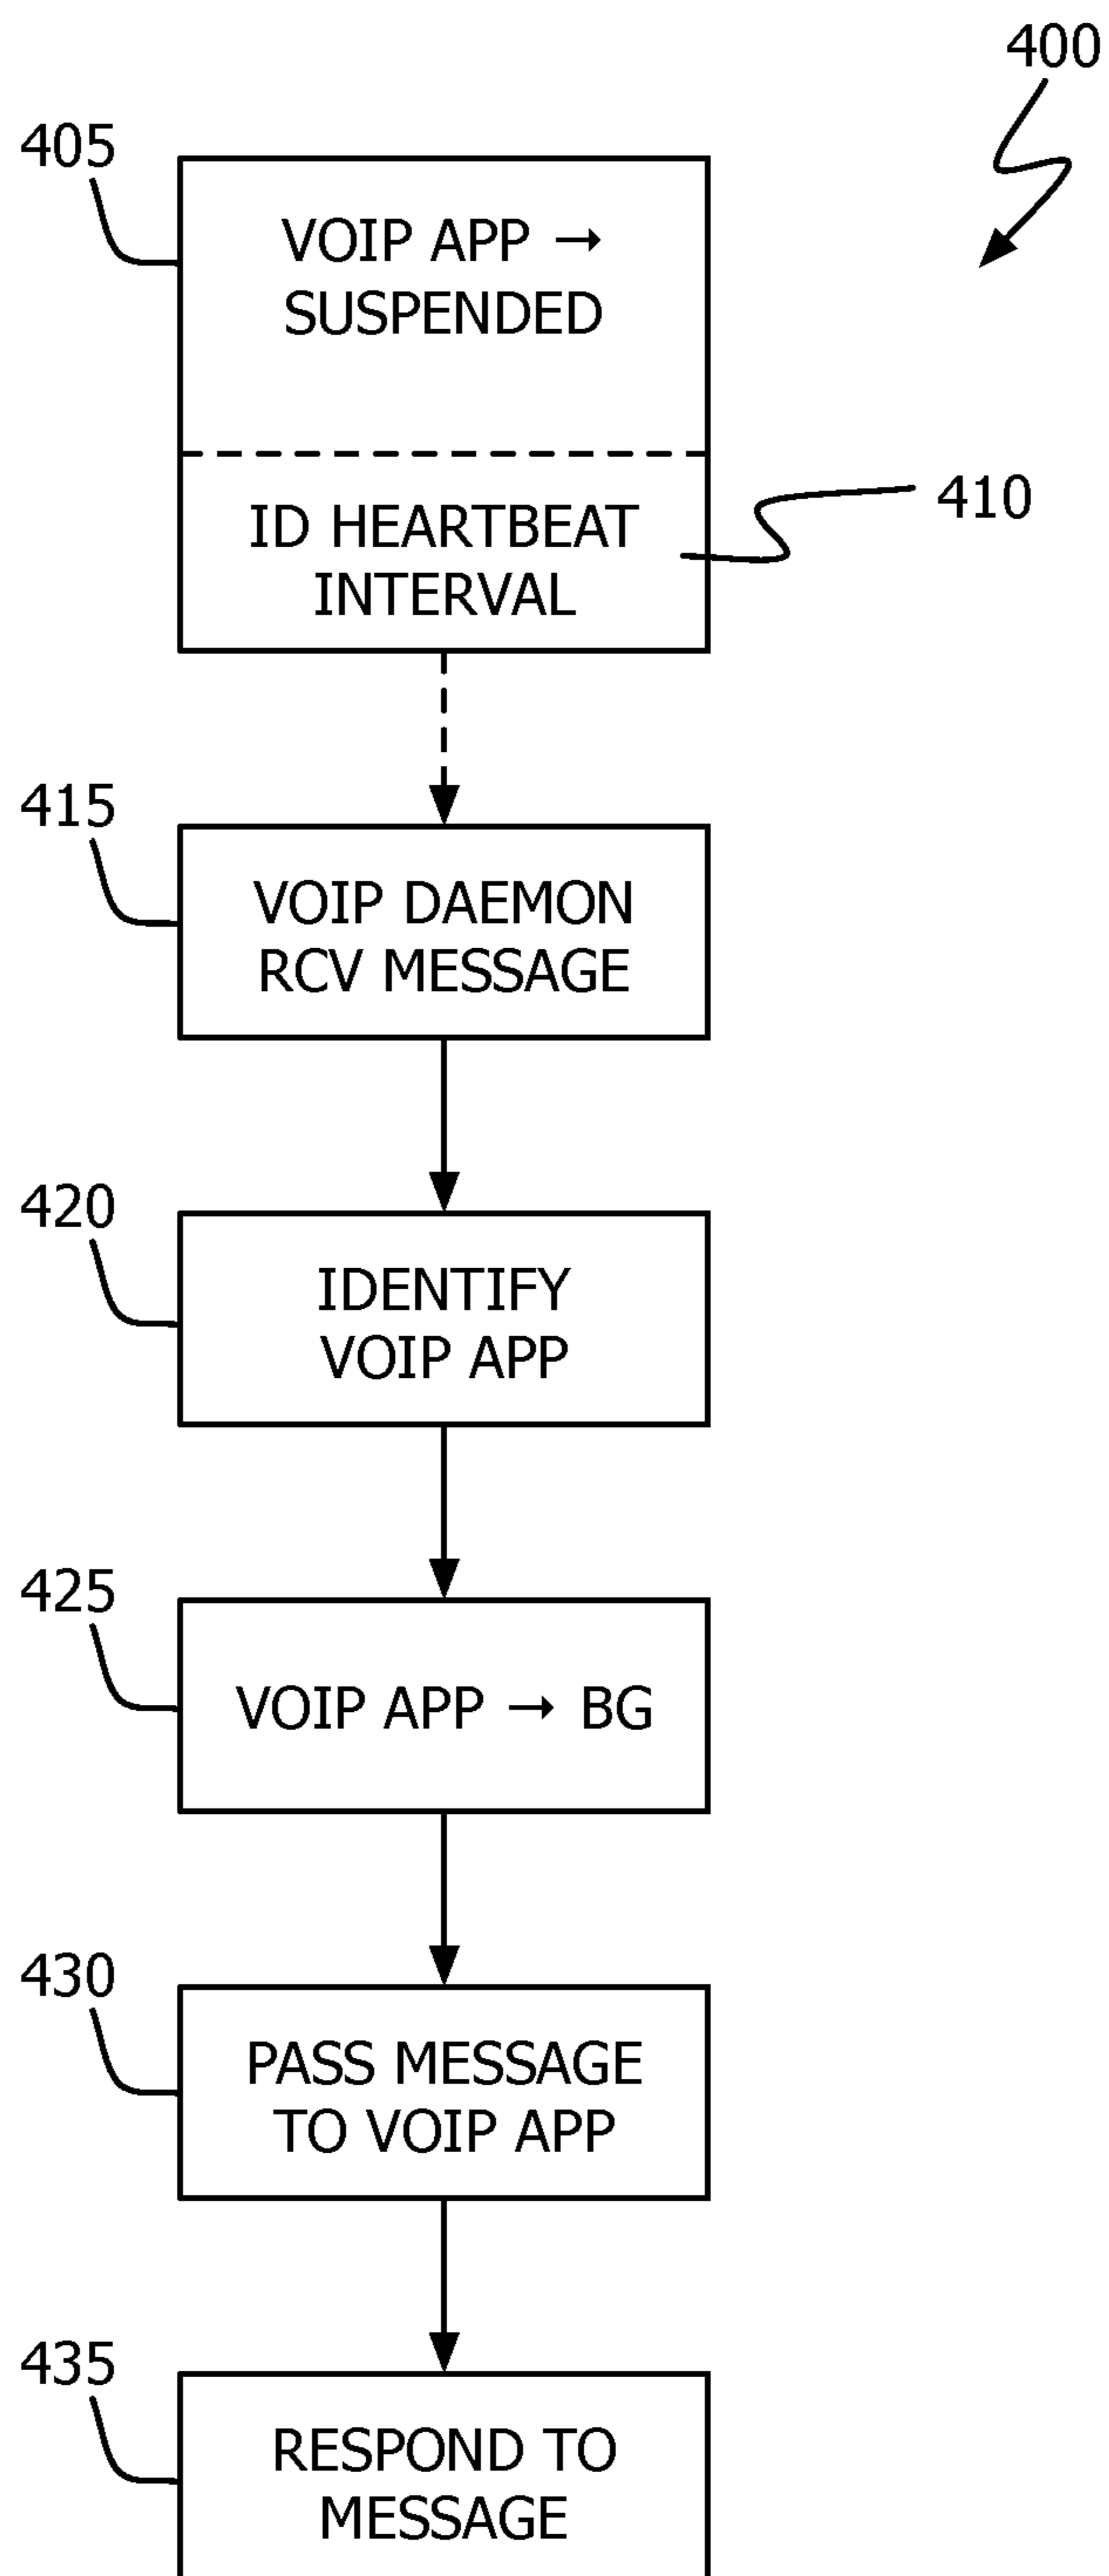 400
405
VOIP APP →
SUSPENDED
ID HEARTBEAT
INTERVAL
410
415
VOIP DAEMON
RCV MESSAGE
420
IDENTIFY
VOIP APP
425
VOIP APP → BG
430
PASS MESSAGE
TO VOIP APP
435
RESPOND TO
MESSAGE